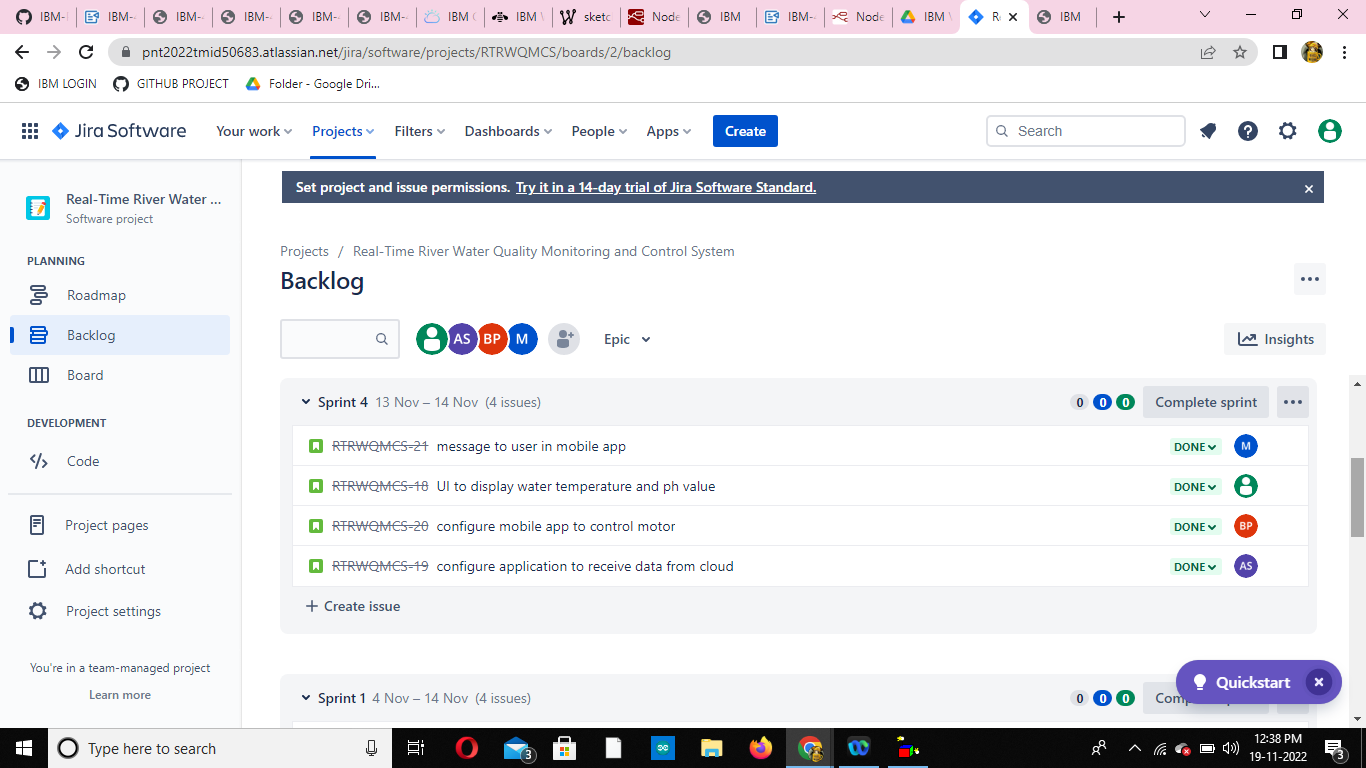 IBM-
IBM-
IBM-
IBM-
IBM-
IBM-
IBM
IBM
sketc
Node
IBM
IBM-
Node
IBM
IBM
pnt2022tmid50683.atlassian.net/jira/software/projects/RTRWQMCS/boards/2/backlog
IBM LOGIN GITHUB PROJECT Folder - Google Dri...
Jira Software Your work Projects Filters Dashboards People Apps Create Search
Set project and issue permissions. Try it in a 14-day trial of Jira Software Standard.
Real-Time River Water ...
Software project
PLANNING
Roadmap
Backlog
Board
DEVELOPMENT
Code
Project pages
Add shortcut
Project settings
You're in a team-managed project
Learn more
Projects / Real-Time River Water Quality Monitoring and Control System
Backlog
AS BP M Epic Insights
Sprint 4 13 Nov – 14 Nov (4 issues) 0 0 0 Complete sprint
RTRWQMCS-21 message to user in mobile app DONE M
RTRWQMCS-18 UI to display water temperature and ph value DONE
RTRWQMCS-20 configure mobile app to control motor DONE BP
RTRWQMCS-19 configure application to receive data from cloud DONE AS
+ Create issue
Sprint 1 4 Nov – 14 Nov (4 issues) 0 0 0
Quickstart
Type here to search
3
12:38 PM
19-11-2022
3